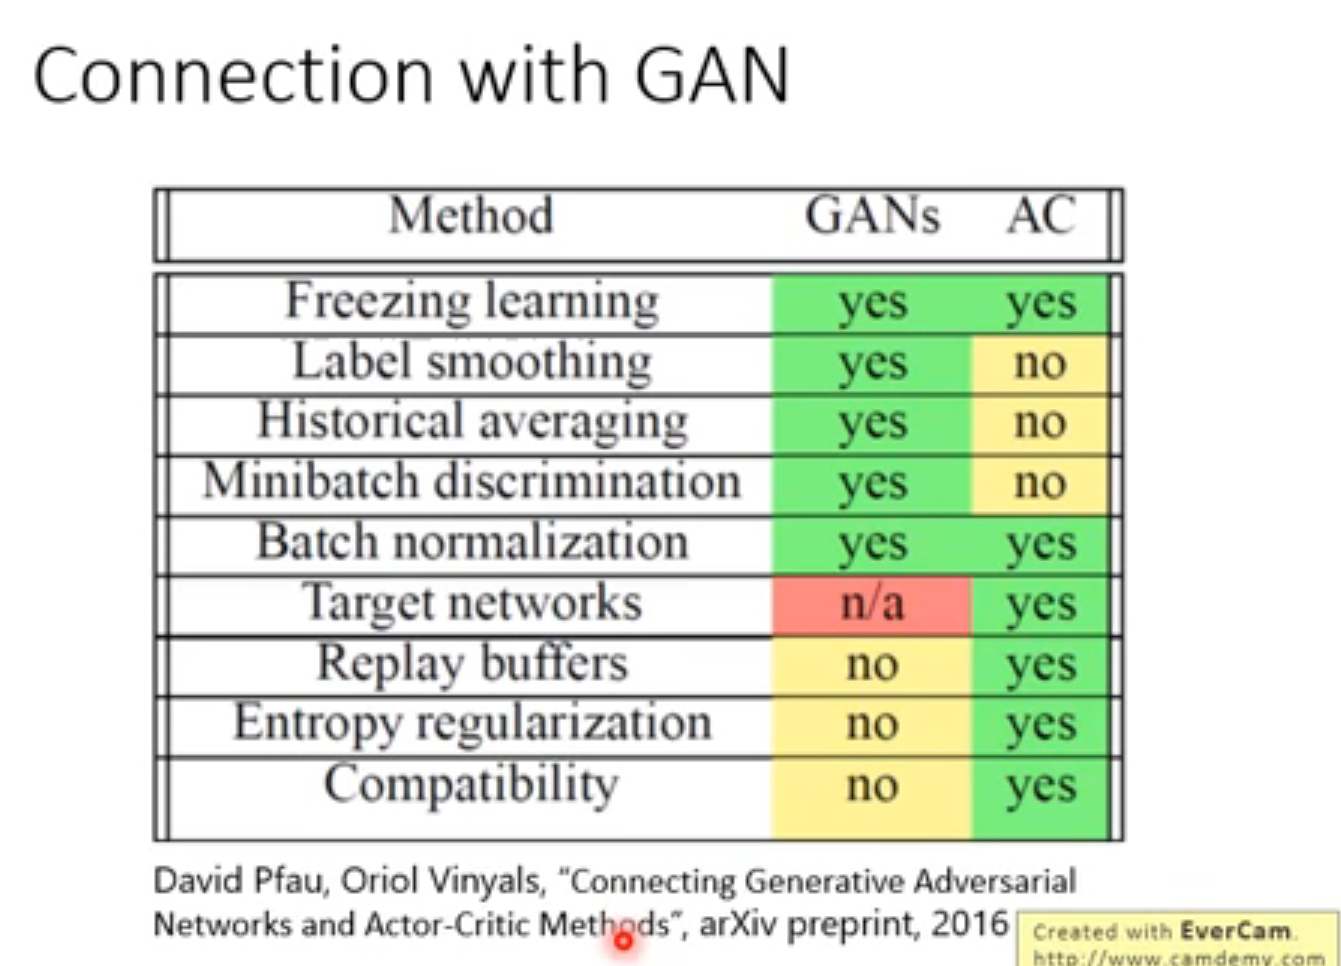 Connection with GAN
Method GANs AC
Freezing learning yes yes
Label smoothing yes no
Historical averaging yes no
Minibatch discrimination yes no
Batch normalization yes yes
Target networks n/a yes
Replay buffers no yes
Entropy regularization no yes
Compatibility no yes
David Pfau, Oriol Vinyals, “Connecting Generative Adversarial
Networks and Actor-Critic Methods”, arXiv preprint, 2016
Created with EverCam.
http://www.camdemy.com